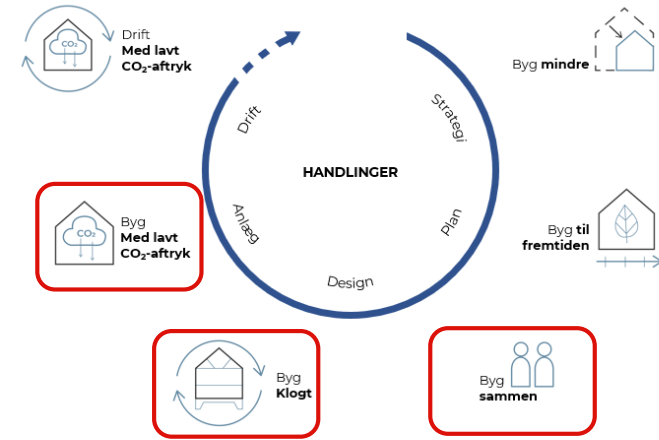 Drift
Med lavt
CO₂-aftryk
CO₂
Byg mindre
Strategi
Drift
HANDLINGER
Plan
Anlæg
Design
Byg
Med lavt
CO₂-aftryk
CO₂
Byg til
fremtiden
Byg
Klogt
Byg
sammen